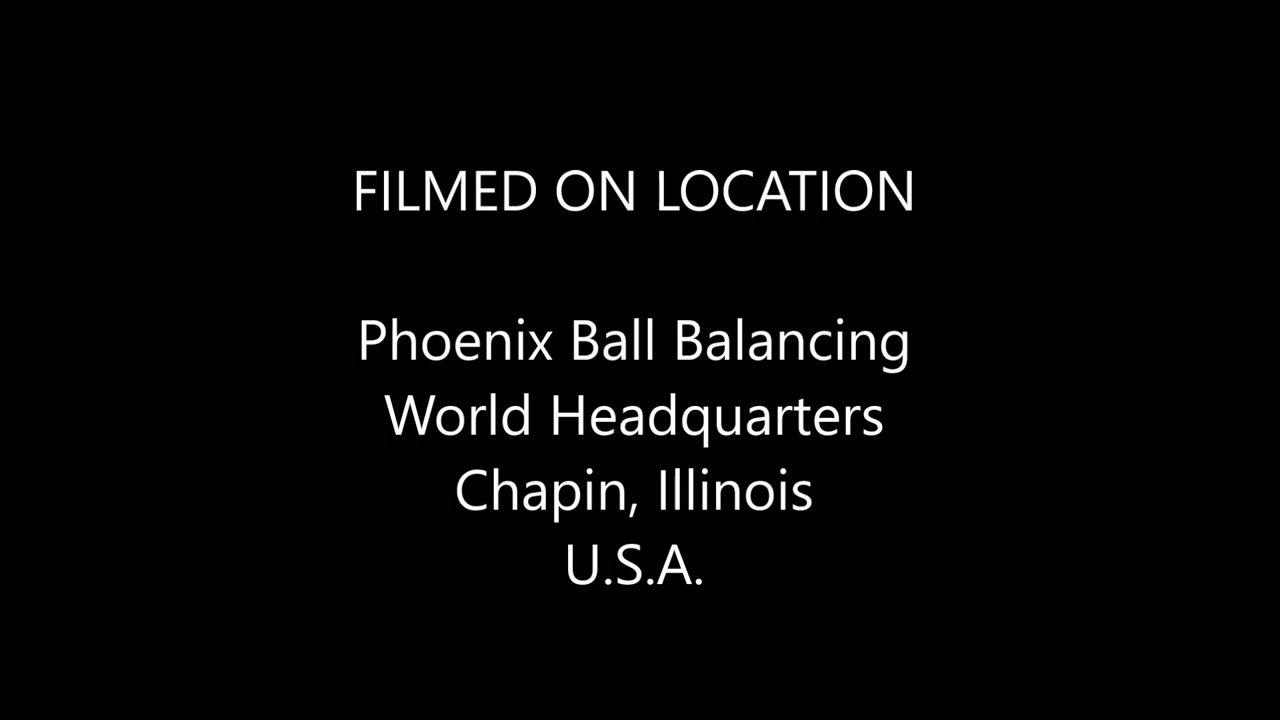 FILMED ON LOCATION
Phoenix Ball Balancing
World Headquarters
Chapin, Illinois
U.S.A.